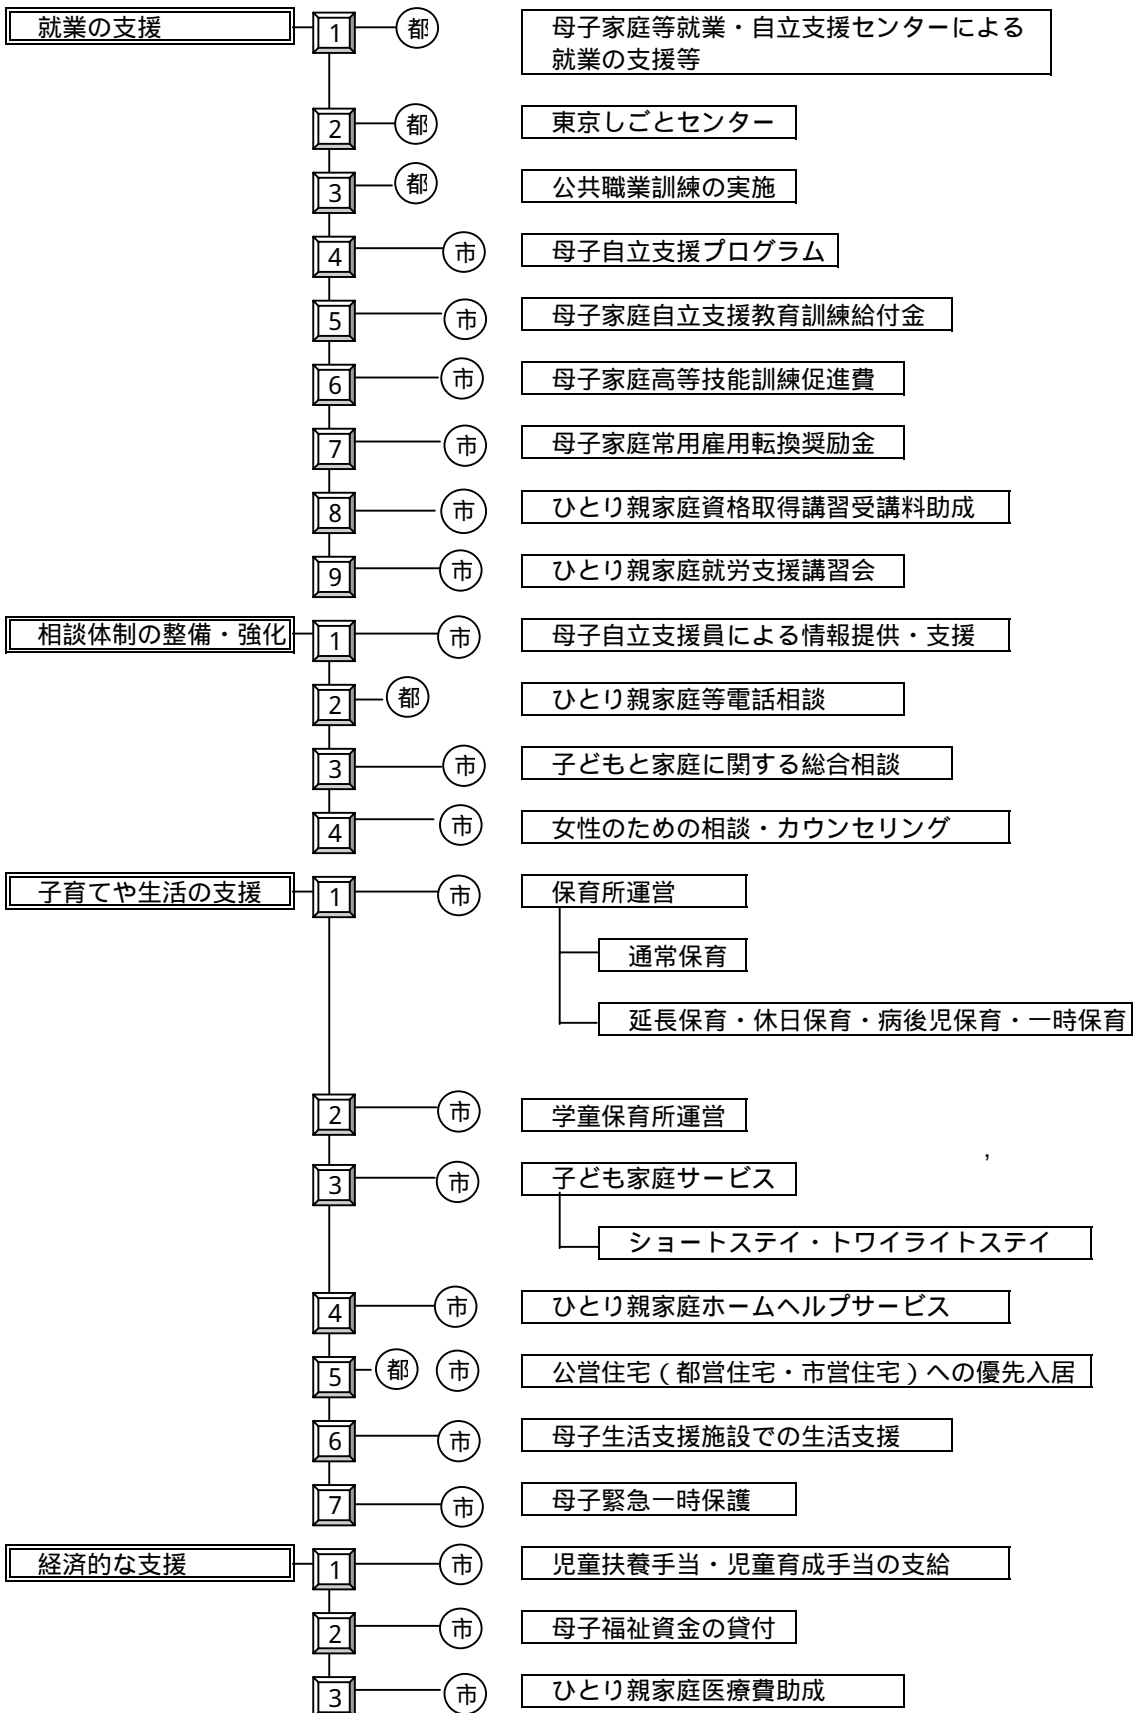 就業の支援 1 都 母子家庭等就業・自立支援センターによる
就業の支援等
2 都 東京しごとセンター
3 都 公共職業訓練の実施
4 市 母子自立支援プログラム
5 市 母子家庭自立支援教育訓練給付金
6 市 母子家庭高等技能訓練促進費
7 市 母子家庭常用雇用転換奨励金
8 市 ひとり親家庭資格取得講習受講料助成
9 市 ひとり親家庭就労支援講習会
相談体制の整備・強化 1 市 母子自立支援員による情報提供・支援
2 都 ひとり親家庭等電話相談
3 市 子どもと家庭に関する総合相談
4 市 女性のための相談・カウンセリング
子育てや生活の支援 1 市 保育所運営
通常保育
延長保育・休日保育・病後児保育・一時保育
2 市 学童保育所運営
,
3 市 子ども家庭サービス
ショートステイ・トワイライトステイ
4 市 ひとり親家庭ホームヘルプサービス
5 都 市 公営住宅(都営住宅・市営住宅)への優先入居
6 市 母子生活支援施設での生活支援
7 市 母子緊急一時保護
経済的な支援 1 市 児童扶養手当・児童育成手当の支給
2 市 母子福祉資金の貸付
3 市 ひとり親家庭医療費助成